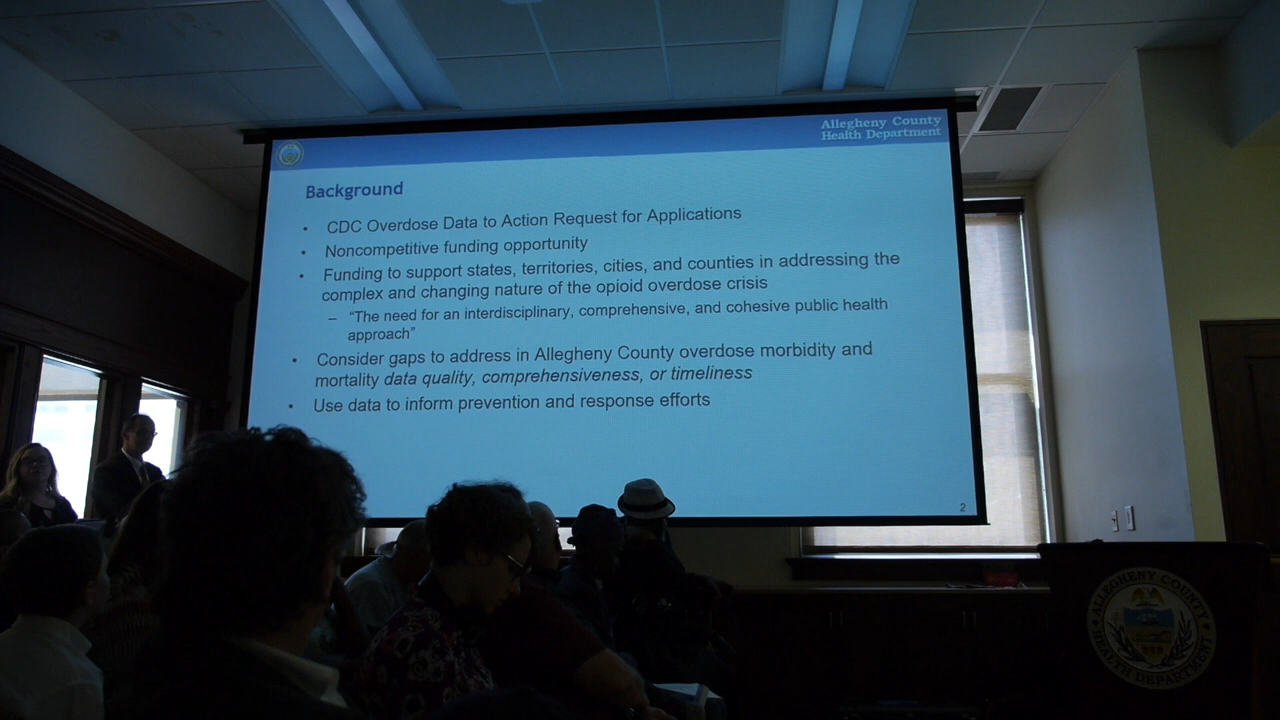 Allegheny County
Health Department
Background
• CDC Overdose Data to Action Request for Applications
• Noncompetitive funding opportunity
• Funding to support states, territories, cities, and counties in addressing the
complex and changing nature of the opioid overdose crisis
– “The need for an interdisciplinary, comprehensive, and cohesive public health
approach”
• Consider gaps to address in Allegheny County overdose morbidity and
mortality data quality, comprehensiveness, or timeliness
• Use data to inform prevention and response efforts
2
ALLEGHENY COUNTY
HEALTH DEPARTMENT